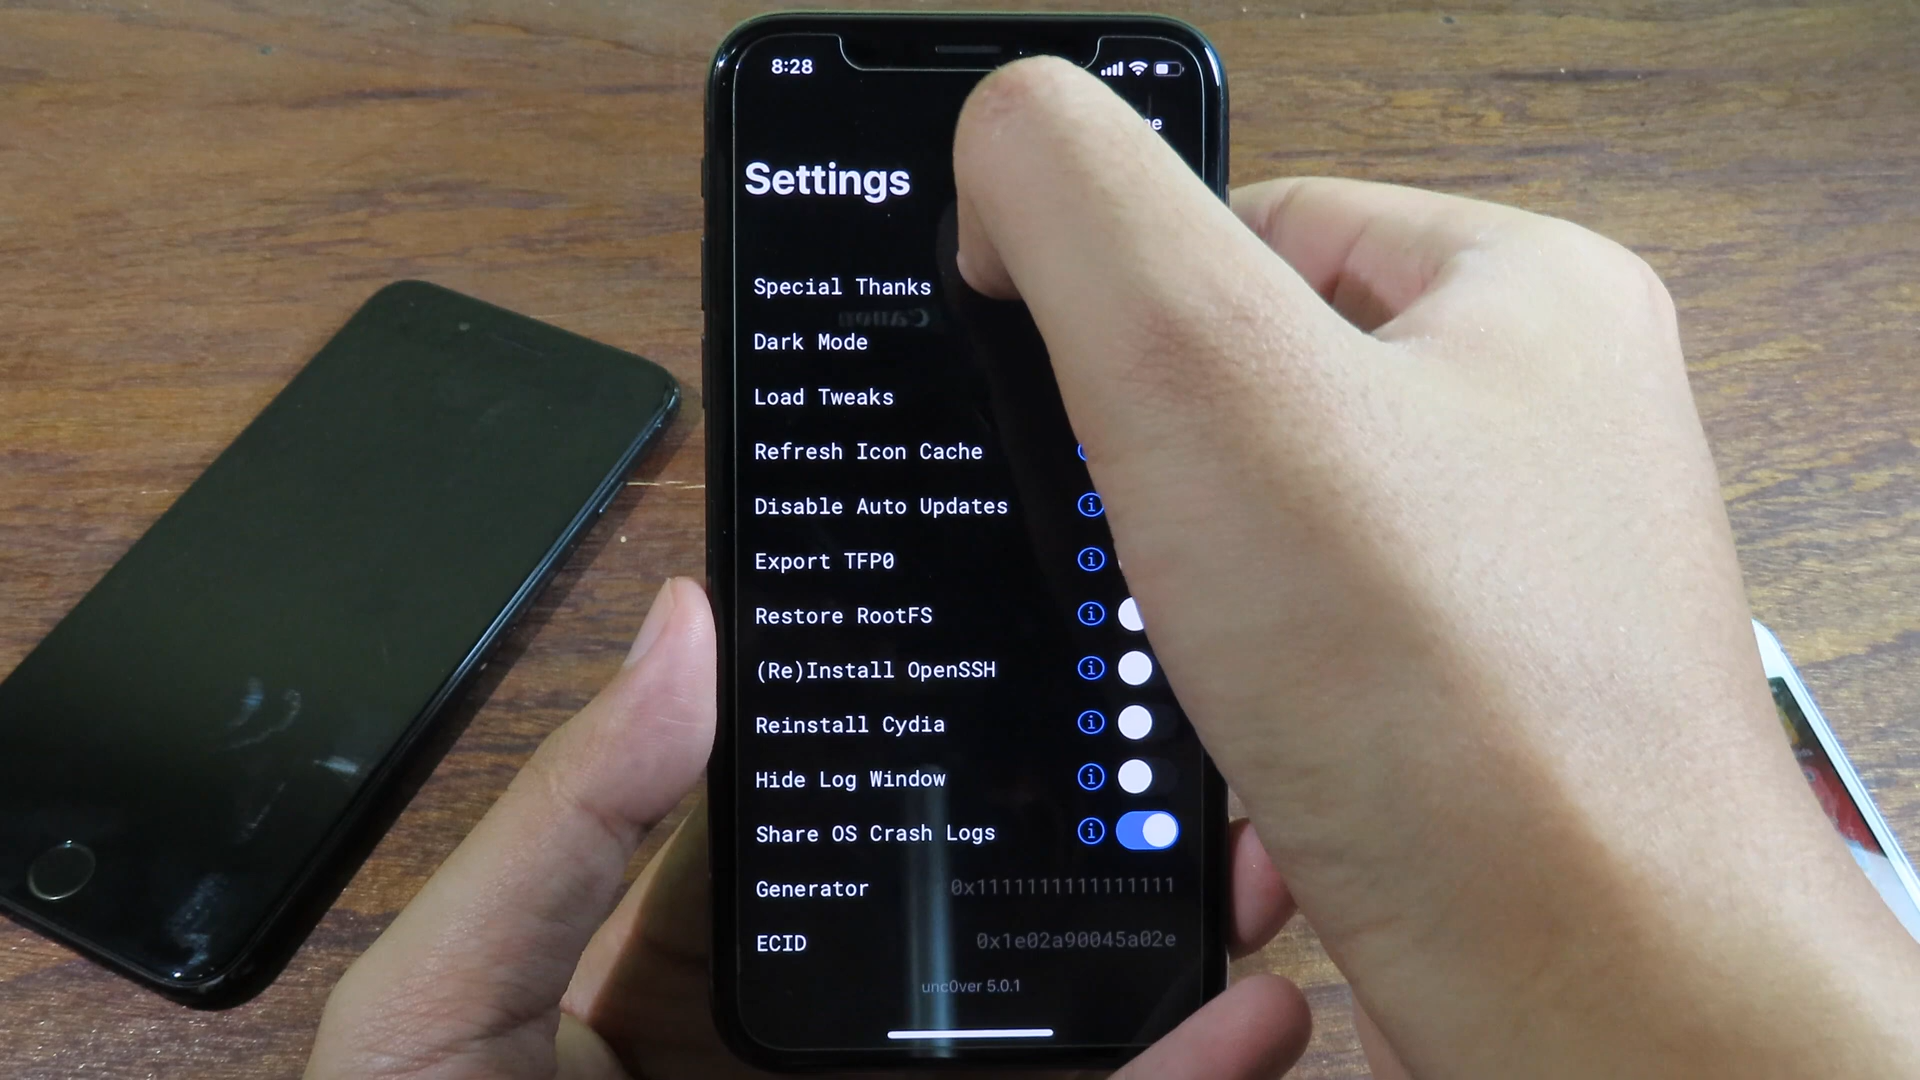 8:28
Settings
Special Thanks
Canon
Dark Mode
Load Tweaks
Refresh Icon Cache
Disable Auto Updates
Export TFP0
Restore RootFS
(Re)Install OpenSSH
Reinstall Cydia
Hide Log Window
Share OS Crash Logs
Generator 0x1111111111111111
ECID 0x1e02a90045a02e
unc0ver 5.0.1